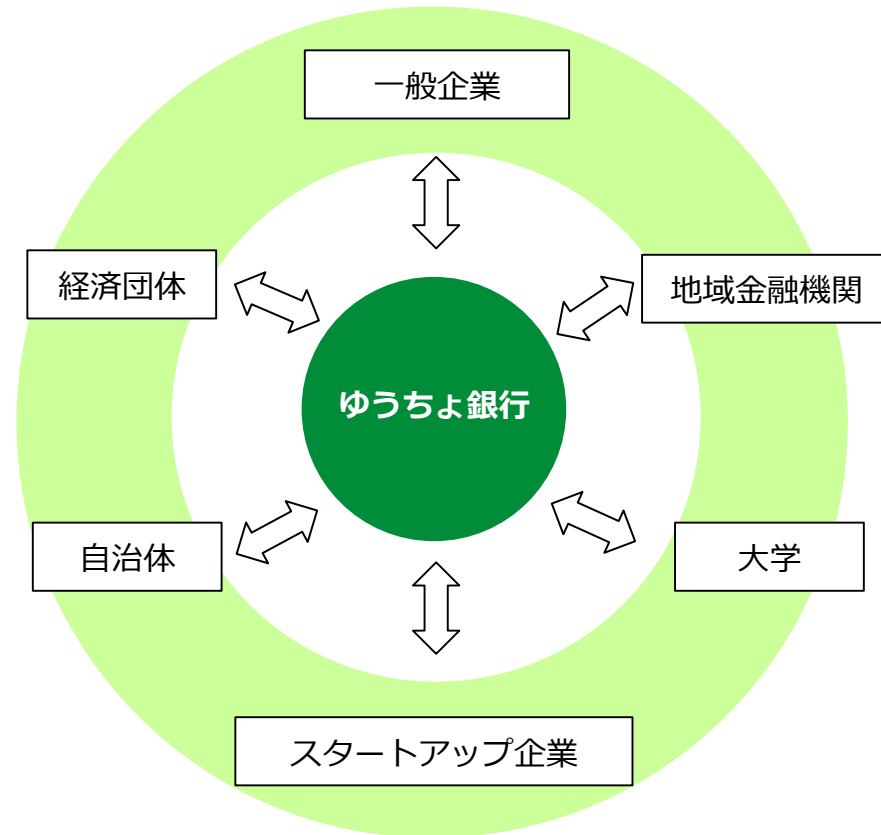 一般企業
経済団体
地域金融機関
ゆうちょ銀行
自治体
大学
スタートアップ企業